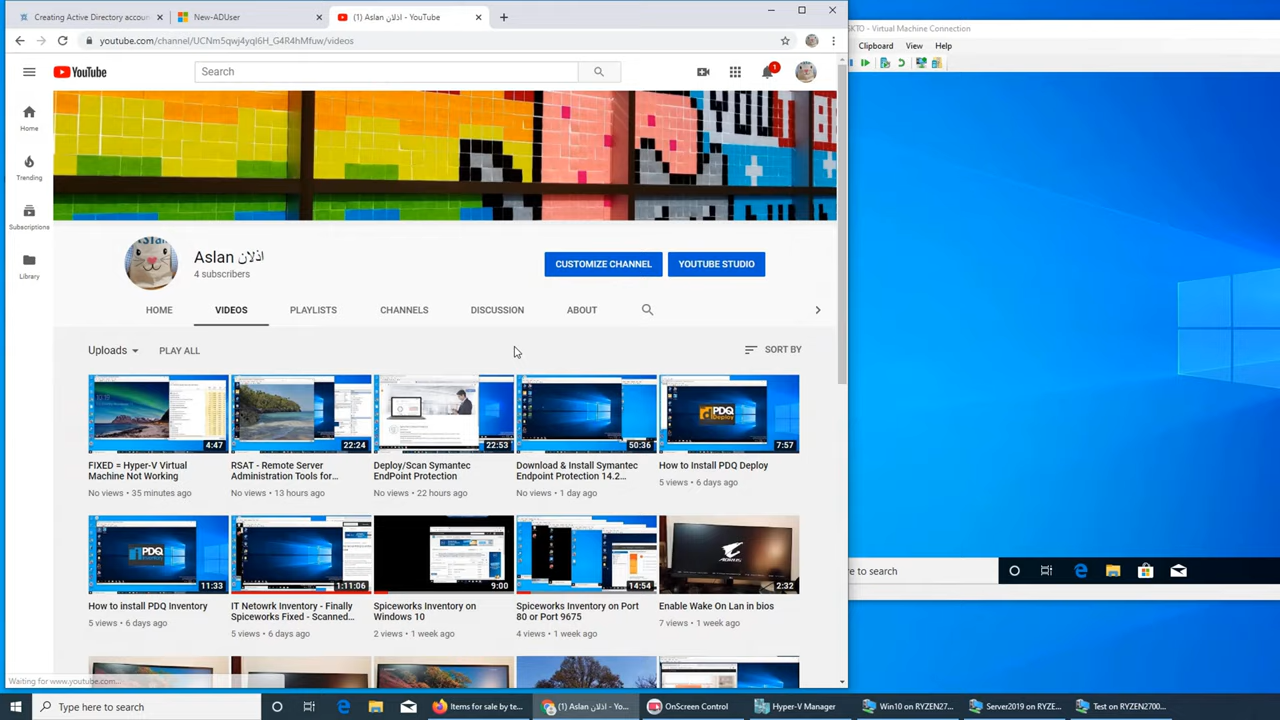 Creating Active Directory accoun
New-ADUser
(1) Aslan اذلان - YouTube
youtube.com/channel/UCNm5qwj4yqI6H_G4R4hMfuw/videos
SKTO - Virtual Machine Connection
Clipboard View Help
YouTube
Search
1
Home
Trending
Subscriptions
Library
Aslan اذلان
4 subscribers
CUSTOMIZE CHANNEL
YOUTUBE STUDIO
HOME VIDEOS PLAYLISTS CHANNELS DISCUSSION ABOUT
Uploads
PLAY ALL
SORT BY
4:47
22:24
22:53
50:36
PDQ
Deploy
7:57
FIXED = Hyper-V Virtual
Machine Not Working
No views • 35 minutes ago
RSAT - Remote Server
Administration Tools for...
No views • 13 hours ago
Deploy/Scan Symantec
EndPoint Protection
No views • 22 hours ago
Download & Install Symantec
Endpoint Protection 14.2...
No views • 1 day ago
How to Install PDQ Deploy
5 views • 6 days ago
PDQ
Inventory
11:33
1:11:06
9:00
14:54
AORUS
2:32
How to install PDQ Inventory
5 views • 6 days ago
IT Netowrk Inventory - Finally
Spiceworks Fixed - Scanned...
5 views • 6 days ago
Spiceworks Inventory on
Windows 10
2 views • 1 week ago
Spiceworks Inventory on Port
80 or Port 9675
4 views • 1 week ago
Enable Wake On Lan in bios
7 views • 1 week ago
Waiting for www.youtube.com...
re to search
Type here to search
Items for sale by te...
(1) Aslan اذلان - Yo...
OnScreen Control
Hyper-V Manager
Win10 on RYZEN27...
Server2019 on RYZE...
Test on RYZEN2700...